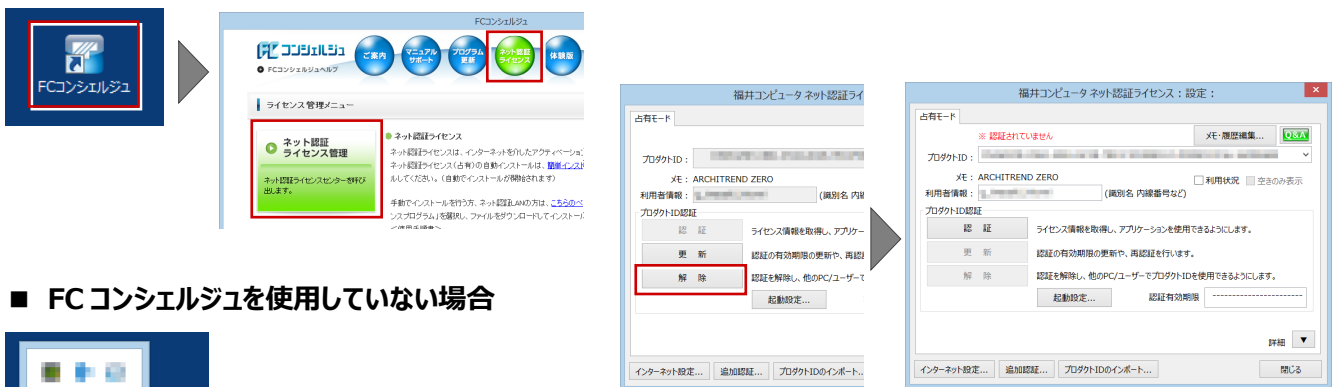 FCコンシェルジュ
FCコンシェルジュ
FC コンシェルジュ
FCコンシェルジュヘルプ
ご案内
マニュアル
サポート
プログラム
更新
ネット認証
ライセンス
体験版
ライセンス管理メニュー
ネット認証
ライセンス管理
ネット認証ライセンスセンターを呼び
出します。
ネット認証ライセンス
ネット認証ライセンスは、インターネットを介したアクティベーション
ネット認証ライセンス(占有)の自動インストールは、簡単インスト
ルしてください。(自動でインストールが開始されます)
手動でインストールを行う方、ネット認証LANの方は、こちらのペ
ンスプログラム」を選択し、ファイルをダウンロードしてインストー
■ FCコンシェルジュを使用していない場合
福井コンピュータ ネット認証ライ
占有モード
プロダクトID:
メモ: ARCHITREND ZERO
利用者情報:
(識別名 内線
プロダクトID認証
認 証
ライセンス情報を取得し、アプリケー
更 新
認証の有効期限の更新や、再認
解 除
認証を解除し、他のPC/ユーザーで
起動設定...
インターネット設定...
追加認証...
プロダクトIDのインポート...
福井コンピュータ ネット認証ライセンス:設定:
×
占有モード
※ 認証されていません
メモ・履歴編集...
Q&A
プロダクトID:
メモ: ARCHITREND ZERO
利用状況
空きのみ表示
利用者情報:
(識別名 内線番号など)
プロダクトID認証
認 証
ライセンス情報を取得し、アプリケーションを使用できるようにします。
更 新
認証の有効期限の更新や、再認証を行います。
解 除
認証を解除し、他のPC/ユーザーでプロダクトIDを使用できるようにします。
起動設定...
認証有効期限
------------------------
詳細
▼
インターネット設定...
追加認証...
プロダクトIDのインポート...
閉じる